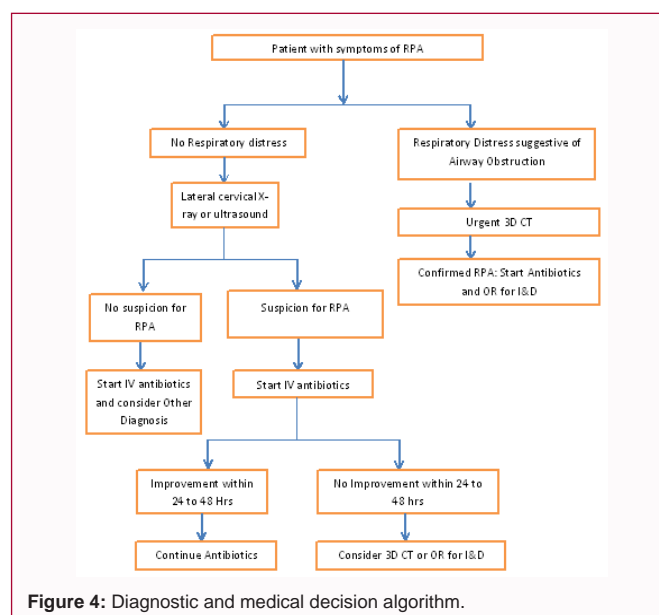 Patient with symptoms of RPA
No Respiratory distress
Respiratory Distress suggestive of
Airway Obstruction
Lateral cervical X-
ray or ultrasound
Urgent 3D CT
Confirmed RPA: Start Antibiotics
and OR for I&D
No suspicion for
RPA
Suspicion for RPA
Start IV antibiotics
and consider Other
Diagnosis
Start IV antibiotics
Improvement within
24 to 48 Hrs
No Improvement within 24 to
48 hrs
Continue Antibiotics
Consider 3D CT or OR for I&D
Figure 4: Diagnostic and medical decision algorithm.